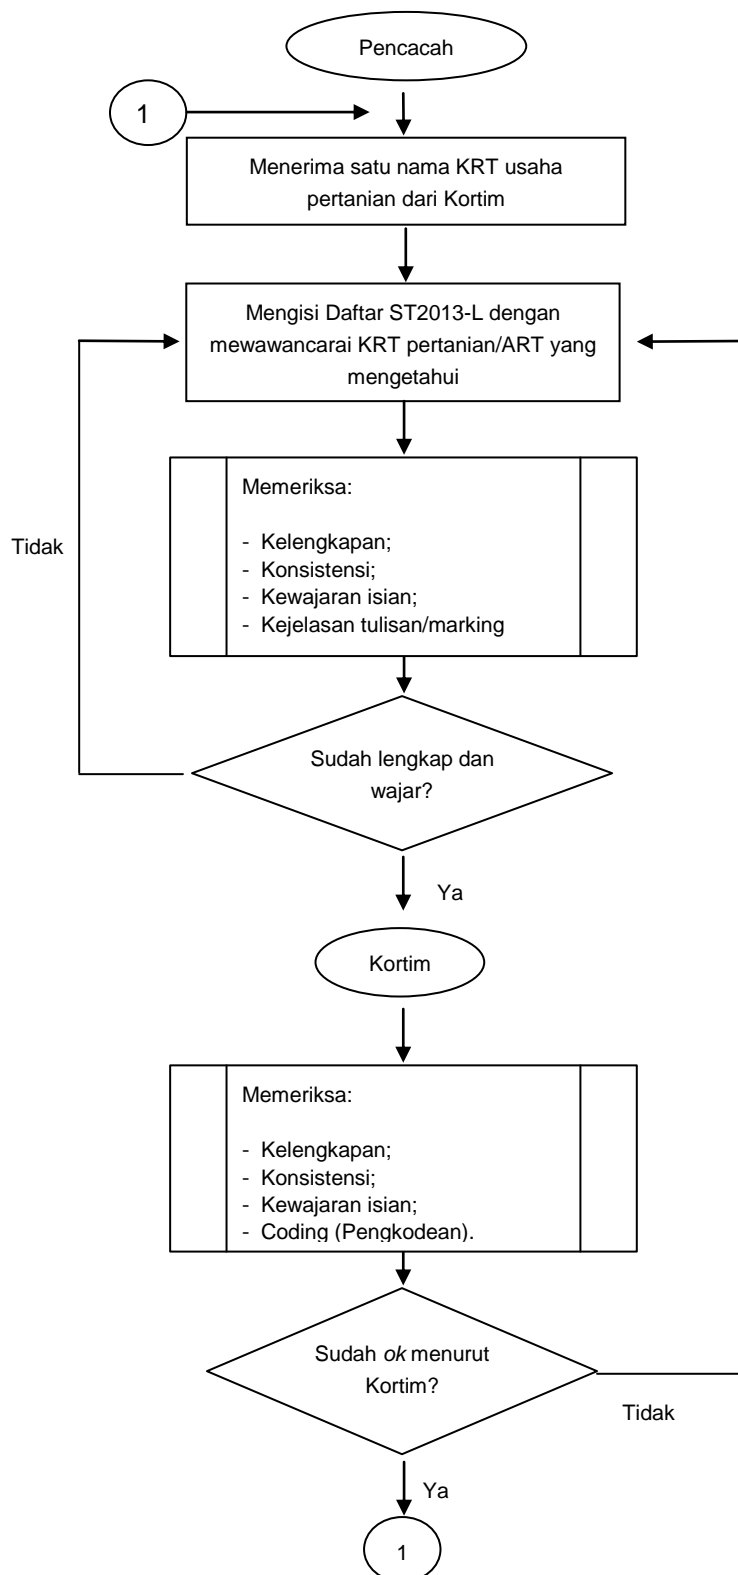 Pencacah
1
Menerima satu nama KRT usaha
pertanian dari Kortim
Mengisi Daftar ST2013-L dengan
mewawancarai KRT pertanian/ART yang
mengetahui
Memeriksa:
- Kelengkapan;
- Konsistensi;
- Kewajaran isian;
- Kejelasan tulisan/marking
Tidak
Sudah lengkap dan
wajar?
Ya
Kortim
Memeriksa:
- Kelengkapan;
- Konsistensi;
- Kewajaran isian;
- Coding (Pengkodean).
Sudah ok menurut
Kortim?
Tidak
Ya
1